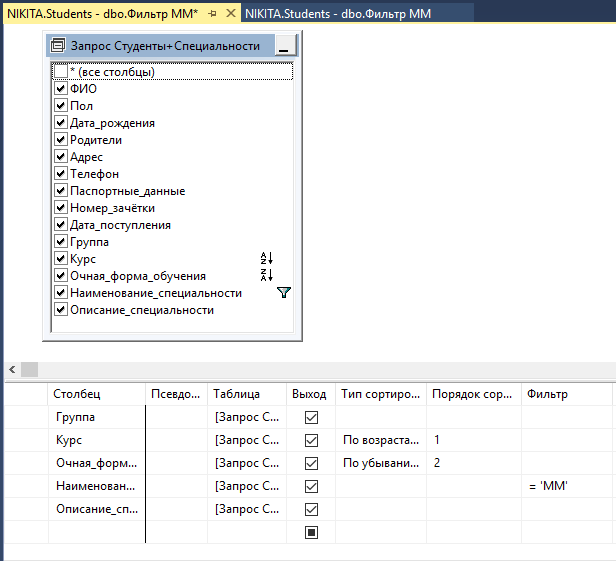 NIKITA.Students - dbo.Фильтр ММ* NIKITA.Students - dbo.Фильтр ММ
Запрос Студенты+Специальности
* (все столбцы)
ФИО
Пол
Дата_рождения
Родители
Адрес
Телефон
Паспортные_данные
Номер_зачётки
Дата_поступления
Группа
Курс
Очная_форма_обучения
Наименование_специальности
Описание_специальности
Столбец Псевдо... Таблица Выход Тип сортиро... Порядок сор... Фильтр
Группа [Запрос С...
Курс [Запрос С... По возраста... 1
Очная_форм... [Запрос С... По убывани... 2
Наименован... [Запрос С... = 'ММ'
Описание_сп... [Запрос С...